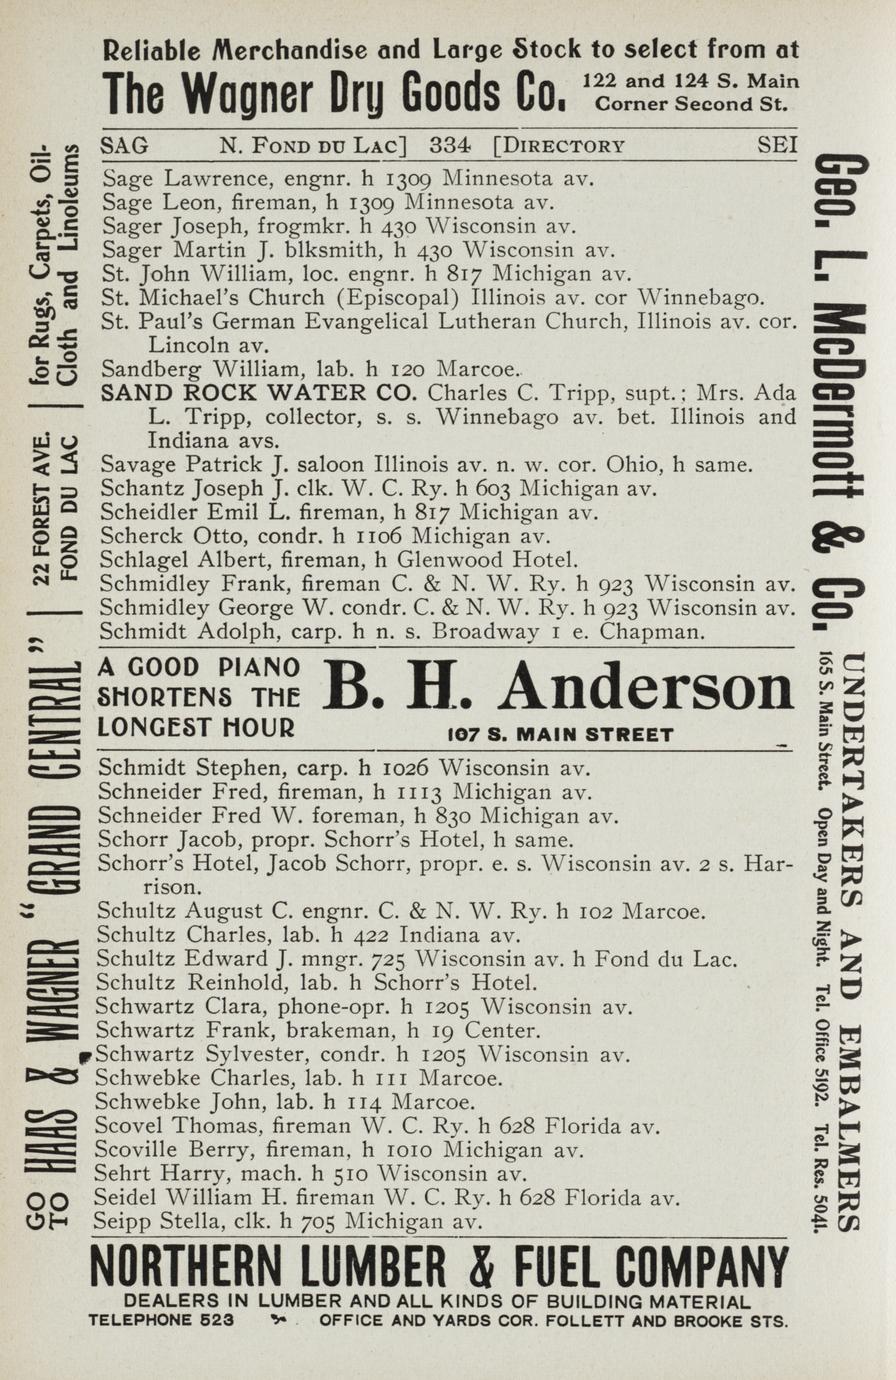 Reliable Merchandise and Large Stock to select from at
The Wagner Dry Goods Co. 122 and 124 S. Main
Corner Second St.
SAG N. FOND DU LAC] 334 [DIRECTORY SEI
Sage Lawrence, engnr. h 1309 Minnesota av.
Sage Leon, fireman, h 1309 Minnesota av.
Sager Joseph, frogmkr. h 430 Wisconsin av.
Sager Martin J. blksmith, h 430 Wisconsin av.
St. John William, loc. engnr. h 817 Michigan av.
St. Michael's Church (Episcopal) Illinois av. cor Winnebago.
St. Paul's German Evangelical Lutheran Church, Illinois av. cor.
Lincoln av.
Sandberg William, lab. h 120 Marcoe.
SAND ROCK WATER CO. Charles C. Tripp, supt.; Mrs. Ada
L. Tripp, collector, s. s. Winnebago av. bet. Illinois and
Indiana avs.
Savage Patrick J. saloon Illinois av. n. w. cor. Ohio, h same.
Schantz Joseph J. clk. W. C. Ry. h 603 Michigan av.
Scheidler Emil L. fireman, h 817 Michigan av.
Scherck Otto, condr. h 1106 Michigan av.
Schlagel Albert, fireman, h Glenwood Hotel.
Schmidley Frank, fireman C. & N. W. Ry. h 923 Wisconsin av.
Schmidley George W. condr. C. & N. W. Ry. h 923 Wisconsin av.
Schmidt Adolph, carp. h n. s. Broadway 1 e. Chapman.
A GOOD PIANO
SHORTENS THE
LONGEST HOUR
B. H. Anderson
107 S. MAIN STREET
Schmidt Stephen, carp. h 1026 Wisconsin av.
Schneider Fred, fireman, h 1113 Michigan av.
Schneider Fred W. foreman, h 830 Michigan av.
Schorr Jacob, propr. Schorr's Hotel, h same.
Schorr's Hotel, Jacob Schorr, propr. e. s. Wisconsin av. 2 s. Har-
rison.
Schultz August C. engnr. C. & N. W. Ry. h 102 Marcoe.
Schultz Charles, lab. h 422 Indiana av.
Schultz Edward J. mngr. 725 Wisconsin av. h Fond du Lac.
Schultz Reinhold, lab. h Schorr's Hotel.
Schwartz Clara, phone-opr. h 1205 Wisconsin av.
Schwartz Frank, brakeman, h 19 Center.
Schwartz Sylvester, condr. h 1205 Wisconsin av.
Schwebke Charles, lab. h 111 Marcoe.
Schwebke John, lab. h 114 Marcoe.
Scovel Thomas, fireman W. C. Ry. h 628 Florida av.
Scoville Berry, fireman, h 1010 Michigan av.
Sehrt Harry, mach. h 510 Wisconsin av.
Seidel William H. fireman W. C. Ry. h 628 Florida av.
Seipp Stella, clk. h 705 Michigan av.
NORTHERN LUMBER & FUEL COMPANY
DEALERS IN LUMBER AND ALL KINDS OF BUILDING MATERIAL
TELEPHONE 523 OFFICE AND YARDS COR. FOLLETT AND BROOKE STS.
GO
TO
HAAS & WAGNER "GRAND CENTRAL"
22 FOREST AVE.
FOND DU LAC
for Rugs, Carpets, Oil-
Cloth and Linoleums
Geo. L. McDermott & Co.
UNDERTAKERS AND EMBALMERS
165 S. Main Street. Open Day and Night. Tel. Office 5192. Tel. Res. 5041.